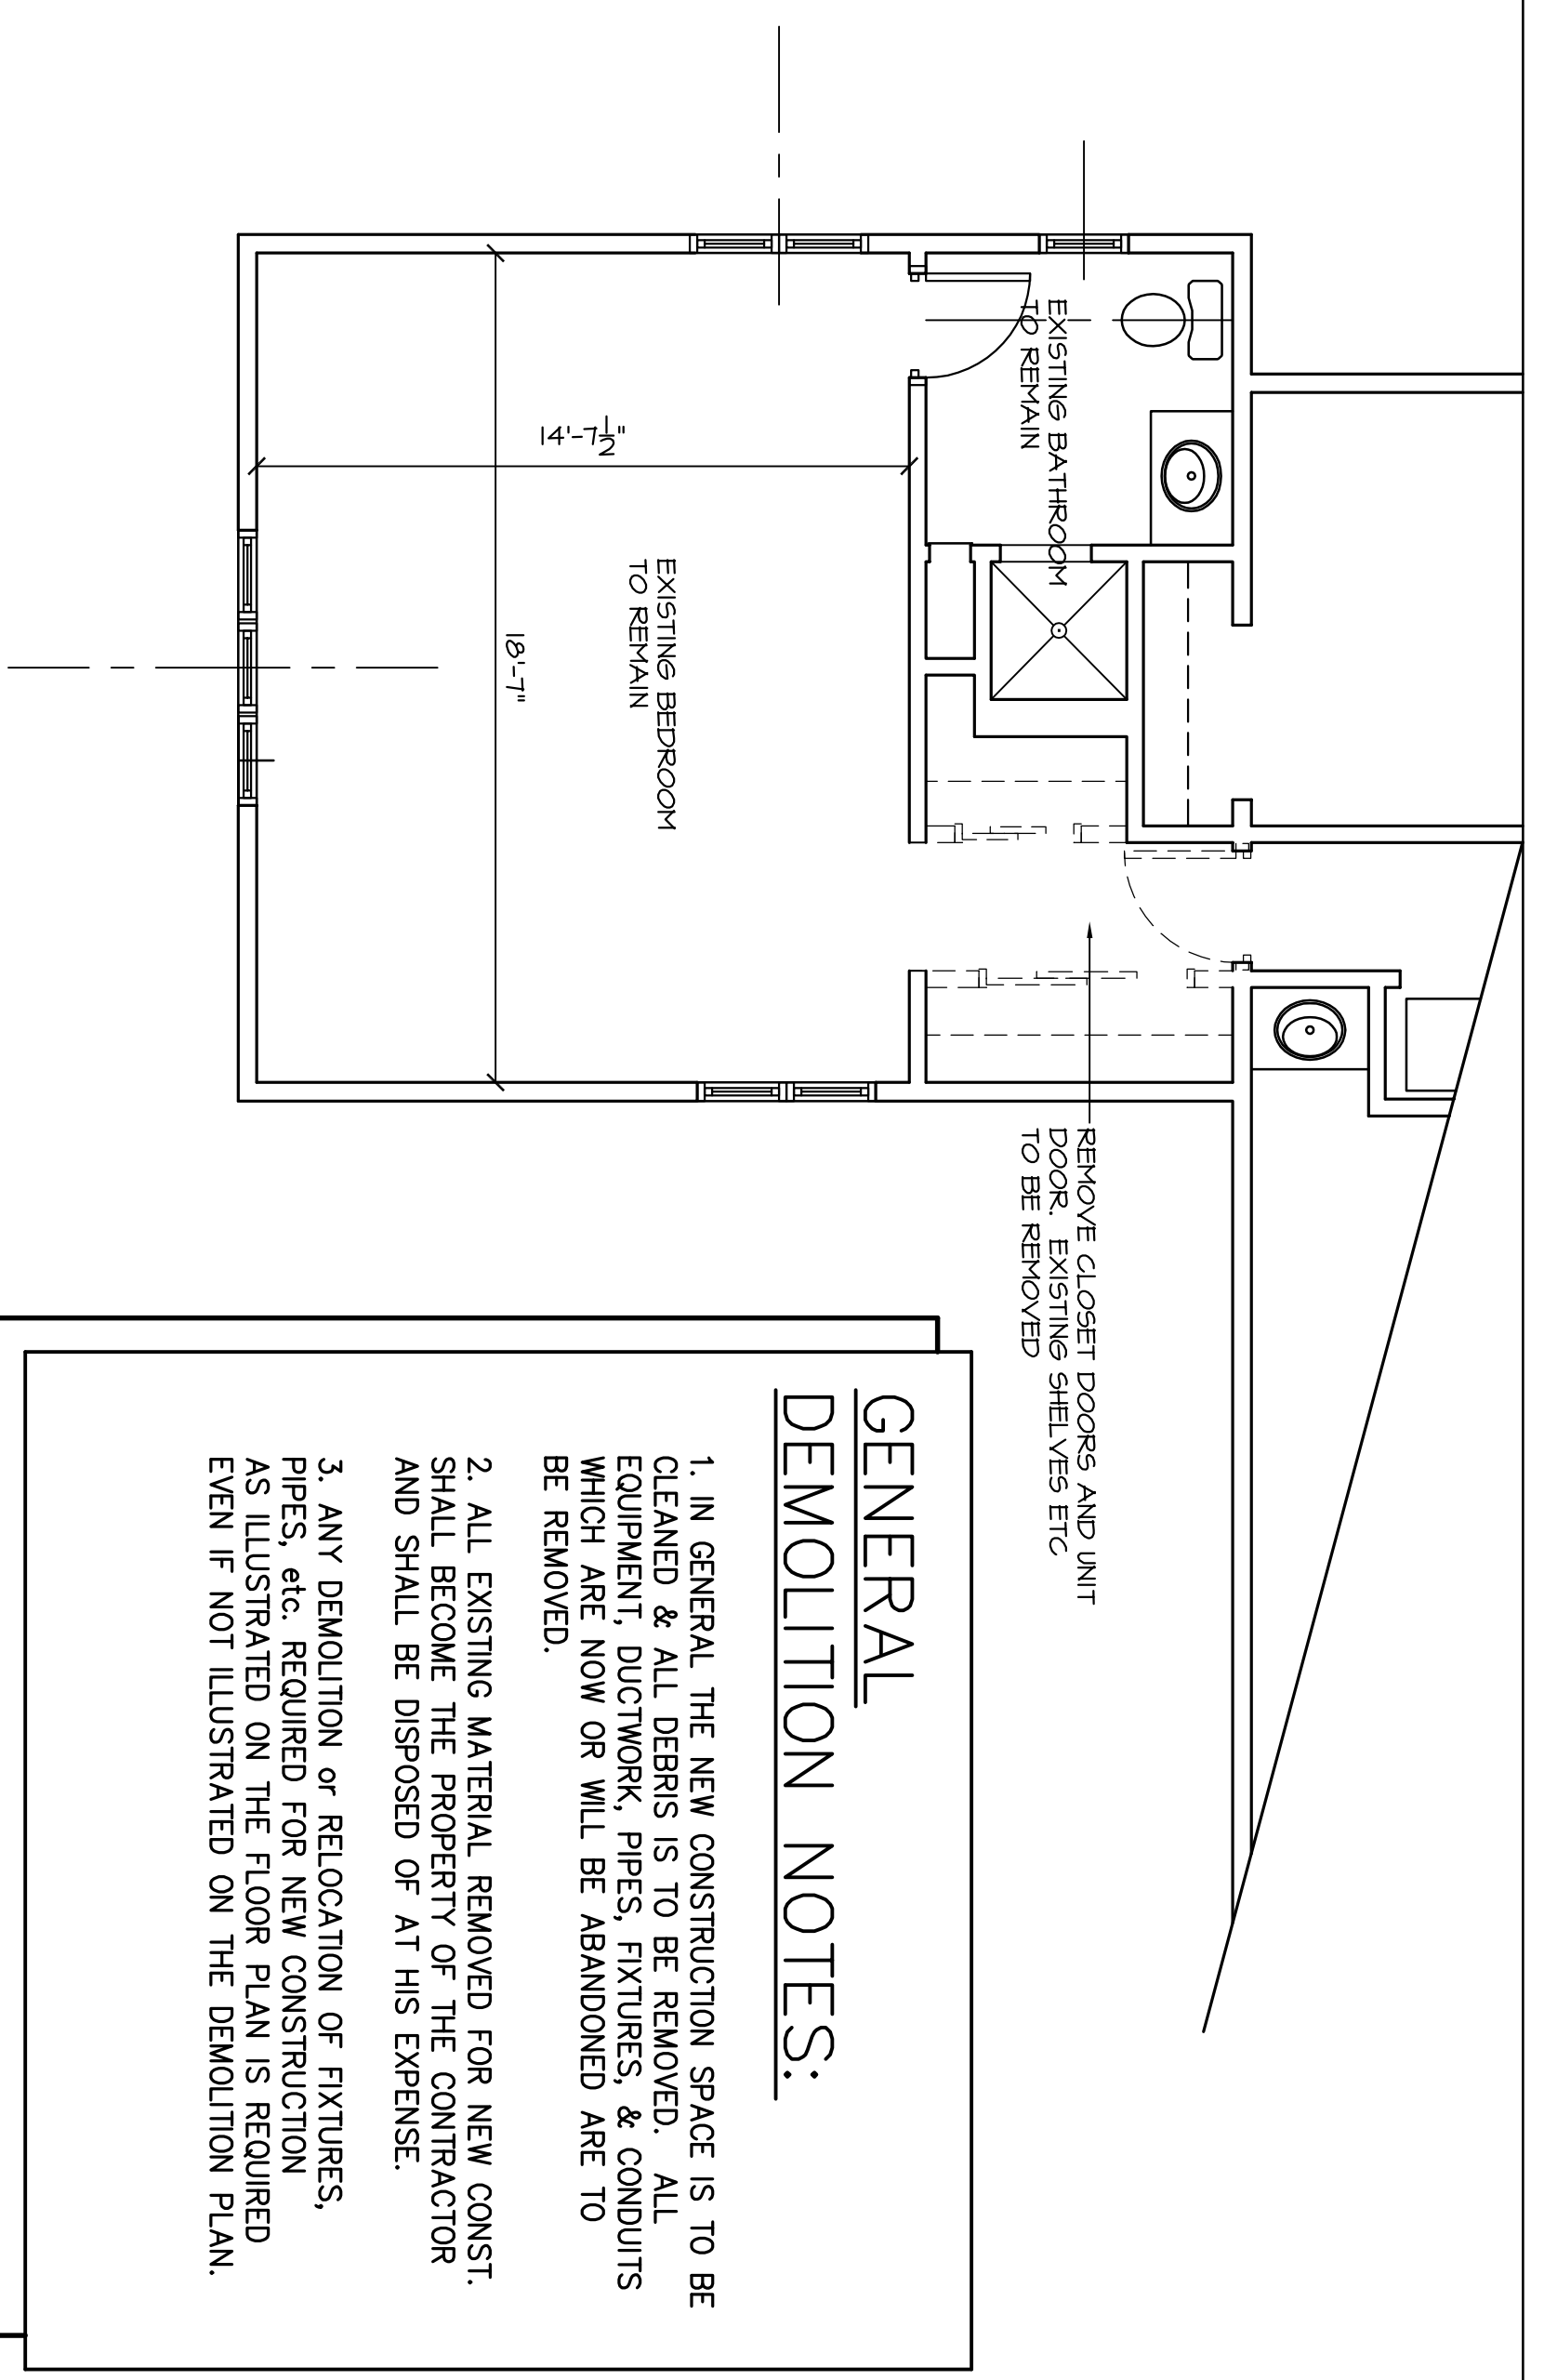 EXISTING BATHROOM
TO REMAIN
14'-7 1/2"
EXISTING BEDROOM
TO REMAIN
18'-7"
REMOVE CLOSET DOORS AND UNIT
DOOR. EXISTING SHELVES ETC
TO BE REMOVED
GENERAL
DEMOLITION NOTES:
1. IN GENERAL THE NEW CONSTRUCTION SPACE IS TO BE
CLEANED & ALL DEBRIS IS TO BE REMOVED. ALL
EQUIPMENT, DUCTWORK, PIPES, FIXTURES, & CONDUITS
WHICH ARE NOW OR WILL BE ABANDONED ARE TO
BE REMOVED.
2. ALL EXISTING MATERIAL REMOVED FOR NEW CONST.
SHALL BECOME THE PROPERTY OF THE CONTRACTOR
AND SHALL BE DISPOSED OF AT HIS EXPENSE.
3. ANY DEMOLITION or RELOCATION OF FIXTURES,
PIPES, etc. REQUIRED FOR NEW CONSTRUCTION
AS ILLUSTRATED ON THE FLOOR PLAN IS REQUIRED
EVEN IF NOT ILLUSTRATED ON THE DEMOLITION PLAN.